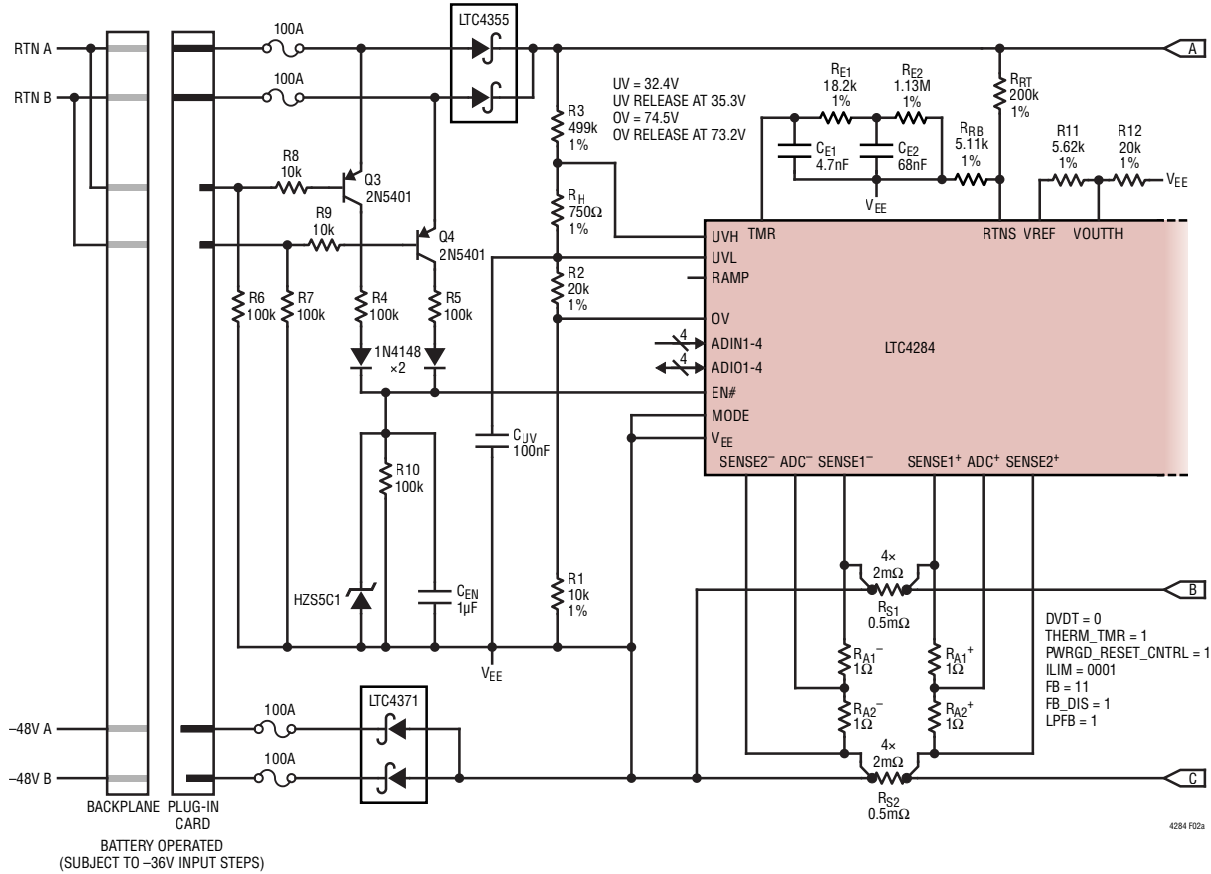 RTN A
RTN B
100A
100A
LTC4355
R8
10k
R9
10k
Q3
2N5401
Q4
2N5401
R6
100k
R7
100k
R4
100k
R5
100k
1N4148
×2
HZS5C1
R10
100k
CEN
1µF
CUV
100nF
VEE
R3
499k
1%
RH
750Ω
1%
R2
20k
1%
R1
10k
1%
UV = 32.4V
UV RELEASE AT 35.3V
OV = 74.5V
OV RELEASE AT 73.2V
RE1
18.2k
1%
RE2
1.13M
1%
CE1
4.7nF
CE2
68nF
VEE
RRB
5.11k
1%
RRT
200k
1%
R11
5.62k
1%
R12
20k
1%
VEE
A
UVH
TMR
RTNS
VREF
VOUTTH
UVL
RAMP
OV
4
ADIN1-4
4
ADIO1-4
EN#
MODE
VEE
LTC4284
SENSE2–
ADC–
SENSE1–
SENSE1+
ADC+
SENSE2+
4×
2mΩ
RS1
0.5mΩ
B
RA1–
1Ω
RA1+
1Ω
RA2–
1Ω
RA2+
1Ω
4×
2mΩ
RS2
0.5mΩ
C
DVDT = 0
THERM_TMR = 1
PWRGD_RESET_CNTRL = 1
ILIM = 0001
FB = 11
FB_DIS = 1
LPFB = 1
–48V A
–48V B
100A
100A
LTC4371
BACKPLANE
PLUG-IN
CARD
BATTERY OPERATED
(SUBJECT TO –36V INPUT STEPS)
4284 F02a